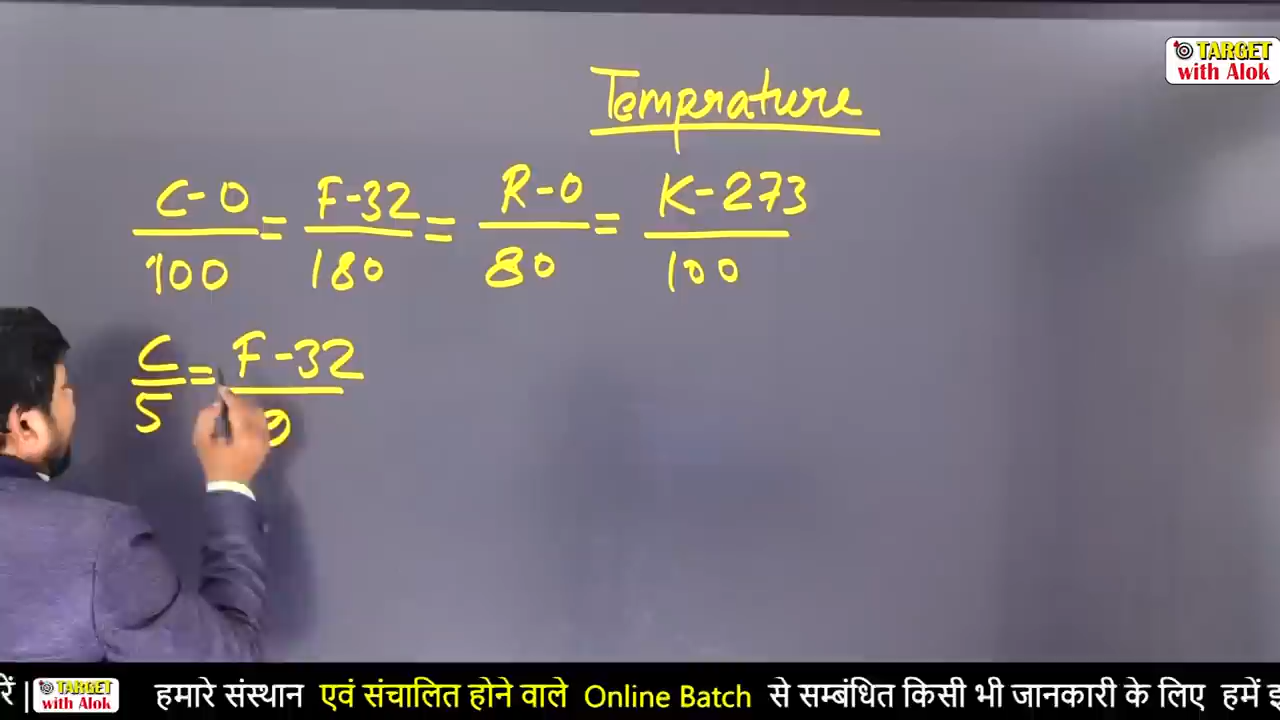 TARGET
with Alok
Temprature
C-0/100 = F-32/180 = R-0/80 = K-273/100
C/5 = F-32/
रें | TARGET with Alok हमारे संस्थान एवं संचालित होने वाले Online Batch से सम्बंधित किसी भी जानकारी के लिए हमें